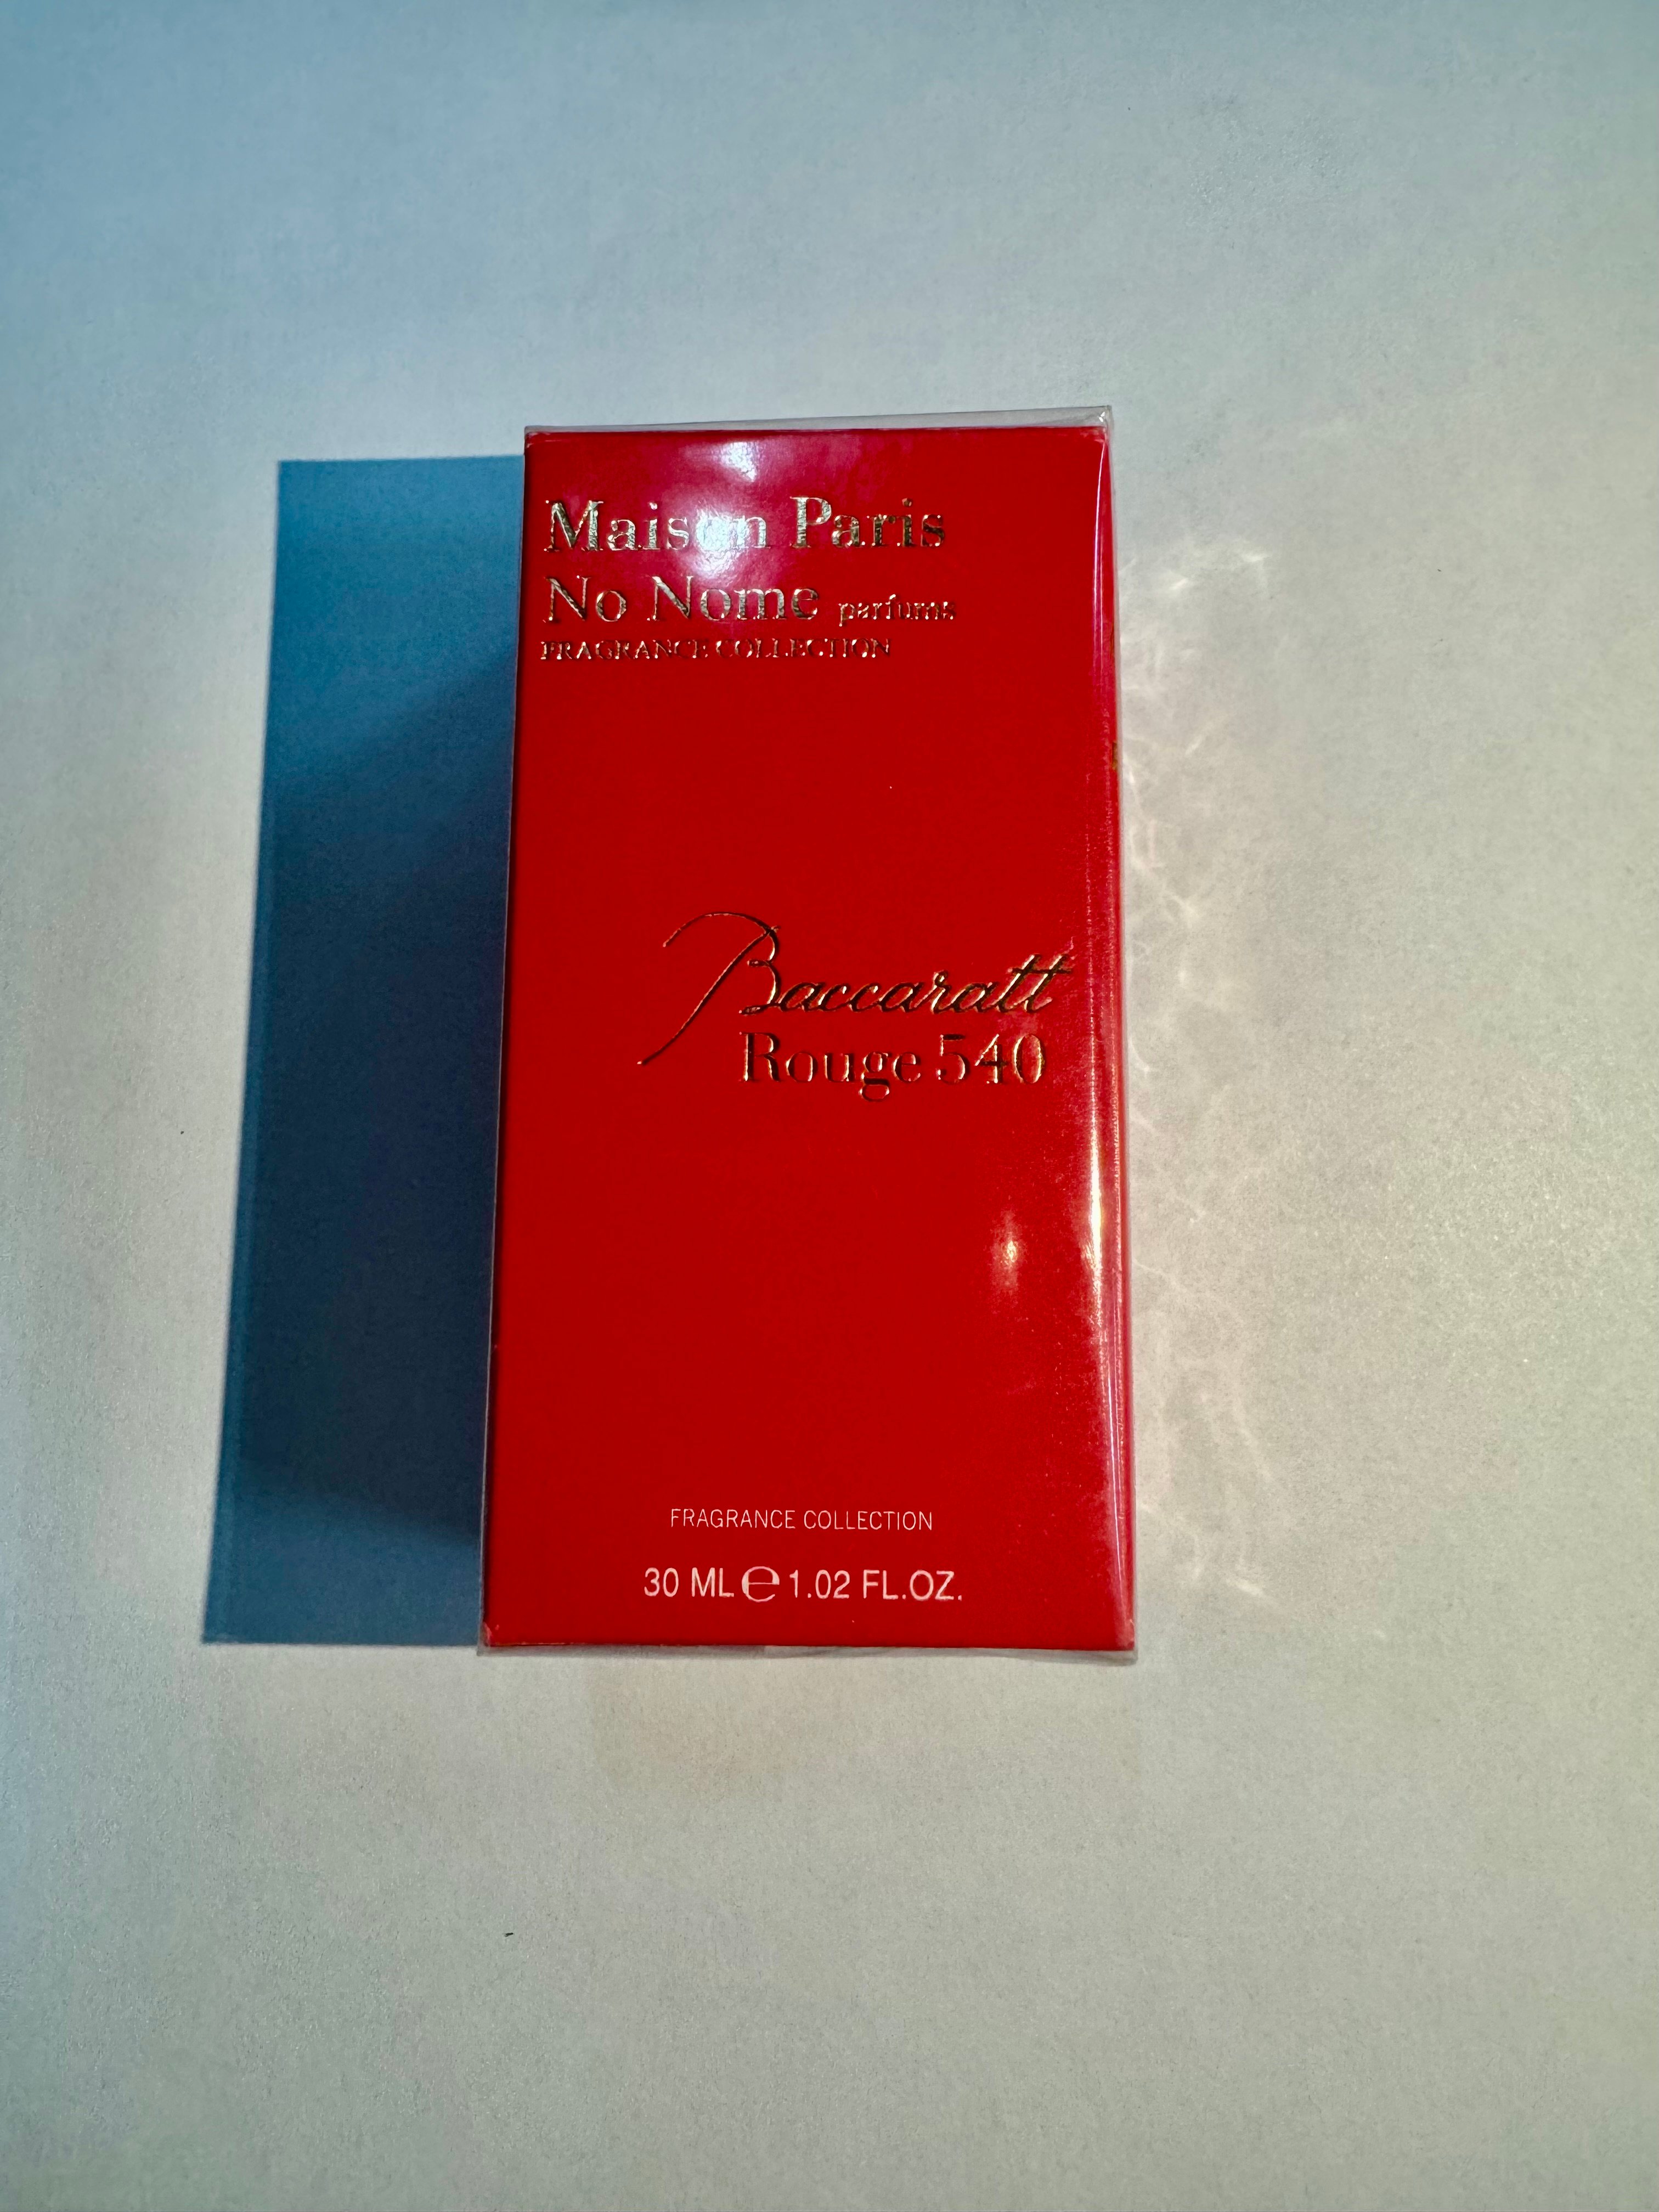 Maison Paris
No Nome parfums
FRAGRANCE COLLECTION
Baccaratt
Rouge 540
FRAGRANCE COLLECTION
30 ML ℮ 1.02 FL.OZ.